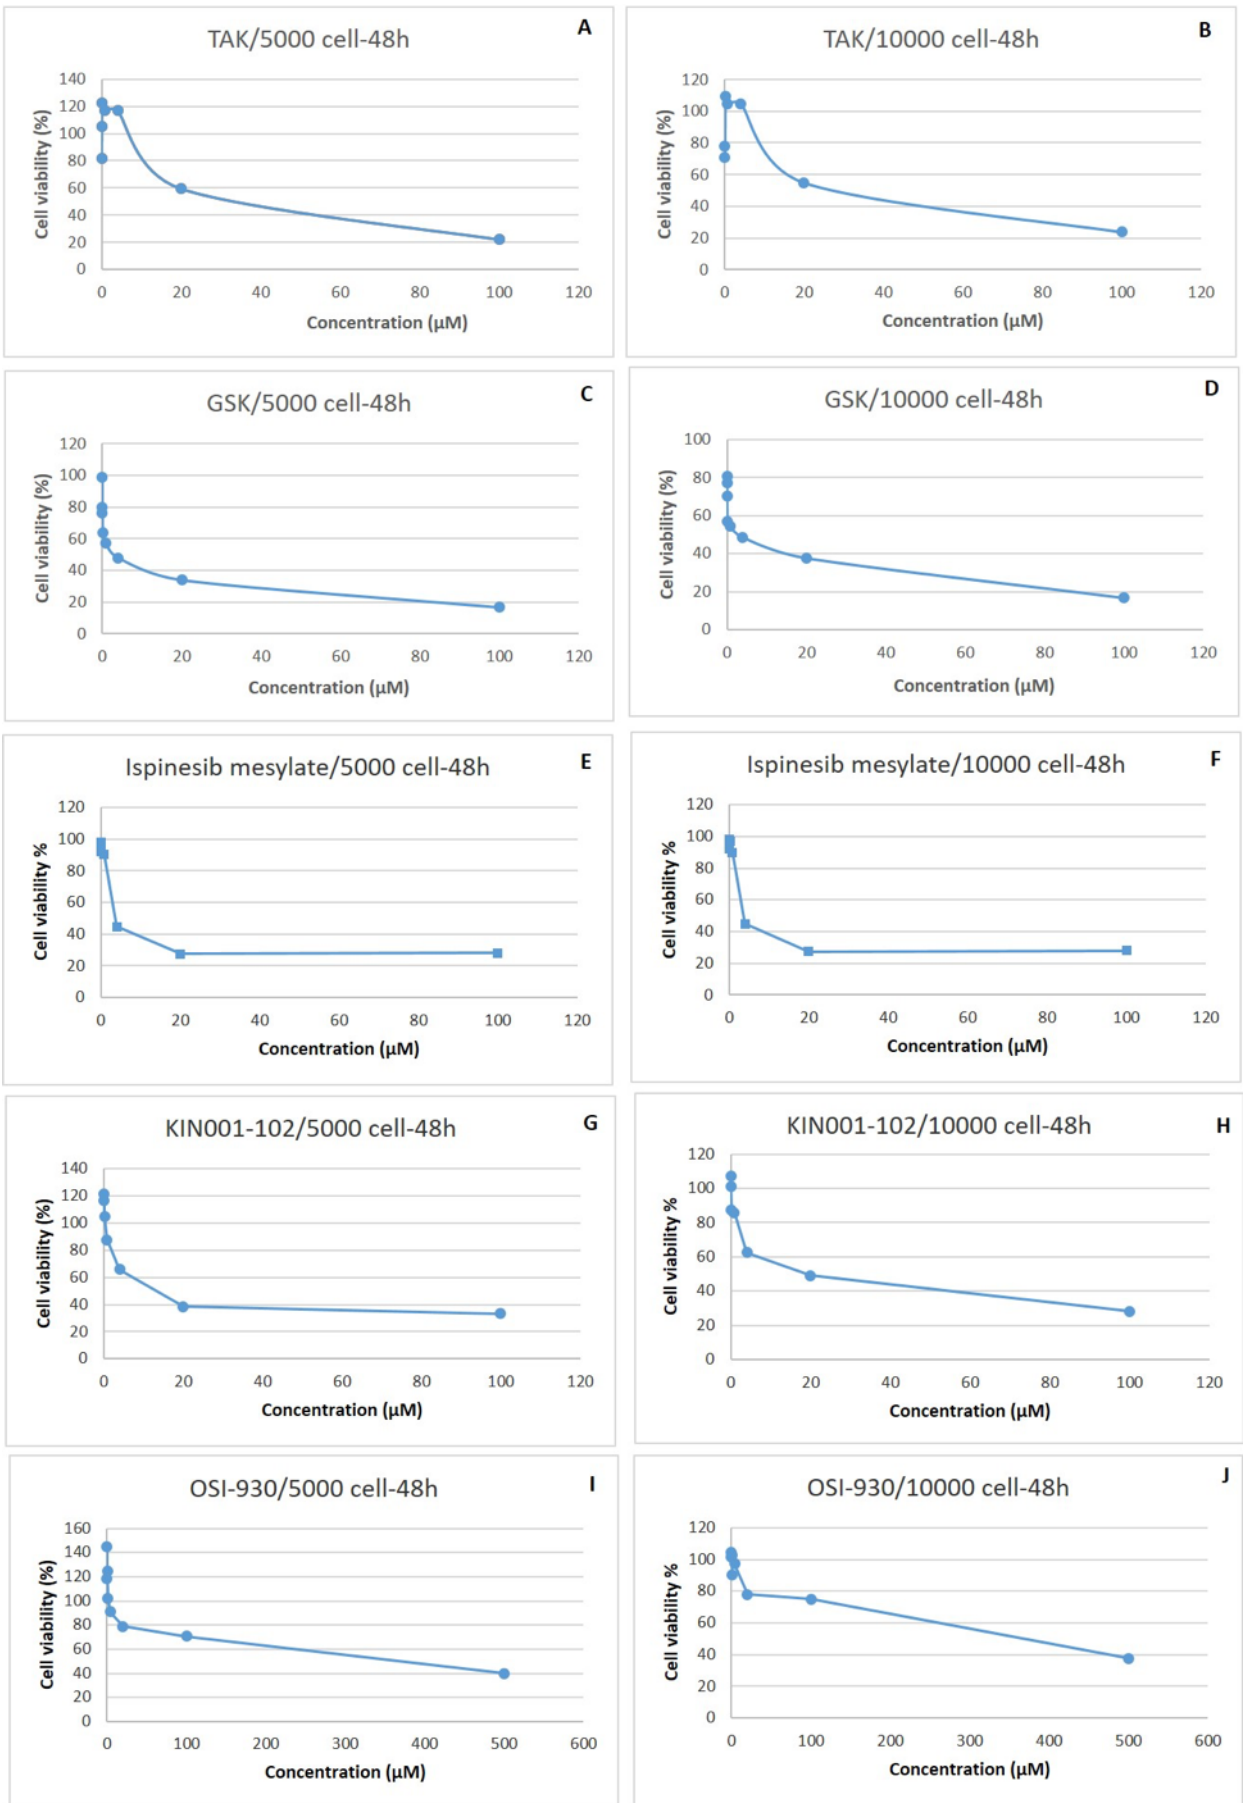 TAK/5000 cell-48h
A
Cell viability (%)
140
120
100
80
60
40
20
0
0 20 40 60 80 100 120
Concentration (μM)
TAK/10000 cell-48h
B
Cell viability (%)
120
100
80
60
40
20
0
0 20 40 60 80 100 120
Concentration (μM)
GSK/5000 cell-48h
C
Cell viability (%)
120
100
80
60
40
20
0
0 20 40 60 80 100 120
Concentration (μM)
GSK/10000 cell-48h
D
Cell viability (%)
100
80
60
40
20
0
0 20 40 60 80 100 120
Concentration (μM)
Ispinesib mesylate/5000 cell-48h
E
Cell viability %
120
100
80
60
40
20
0
0 20 40 60 80 100 120
Concentration (μM)
Ispinesib mesylate/10000 cell-48h
F
Cell viability %
120
100
80
60
40
20
0
0 20 40 60 80 100 120
Concentration (μM)
KIN001-102/5000 cell-48h
G
Cell viability (%)
140
120
100
80
60
40
20
0
0 20 40 60 80 100 120
Concentration (μM)
KIN001-102/10000 cell-48h
H
Cell viability %
120
100
80
60
40
20
0
0 20 40 60 80 100 120
Concentration (μM)
OSI-930/5000 cell-48h
I
Cell viability (%)
160
140
120
100
80
60
40
20
0
0 100 200 300 400 500 600
Concentration (μM)
OSI-930/10000 cell-48h
J
Cell viability %
120
100
80
60
40
20
0
0 100 200 300 400 500 600
Concentration (μM)